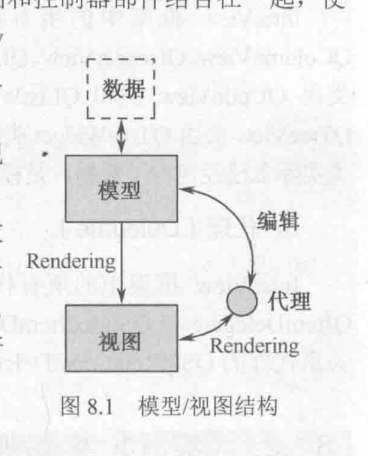 和控制器部件结合在一起，使
数据
模型
编辑
Rendering
代理
视图
Rendering
图 8.1 模型/视图结构